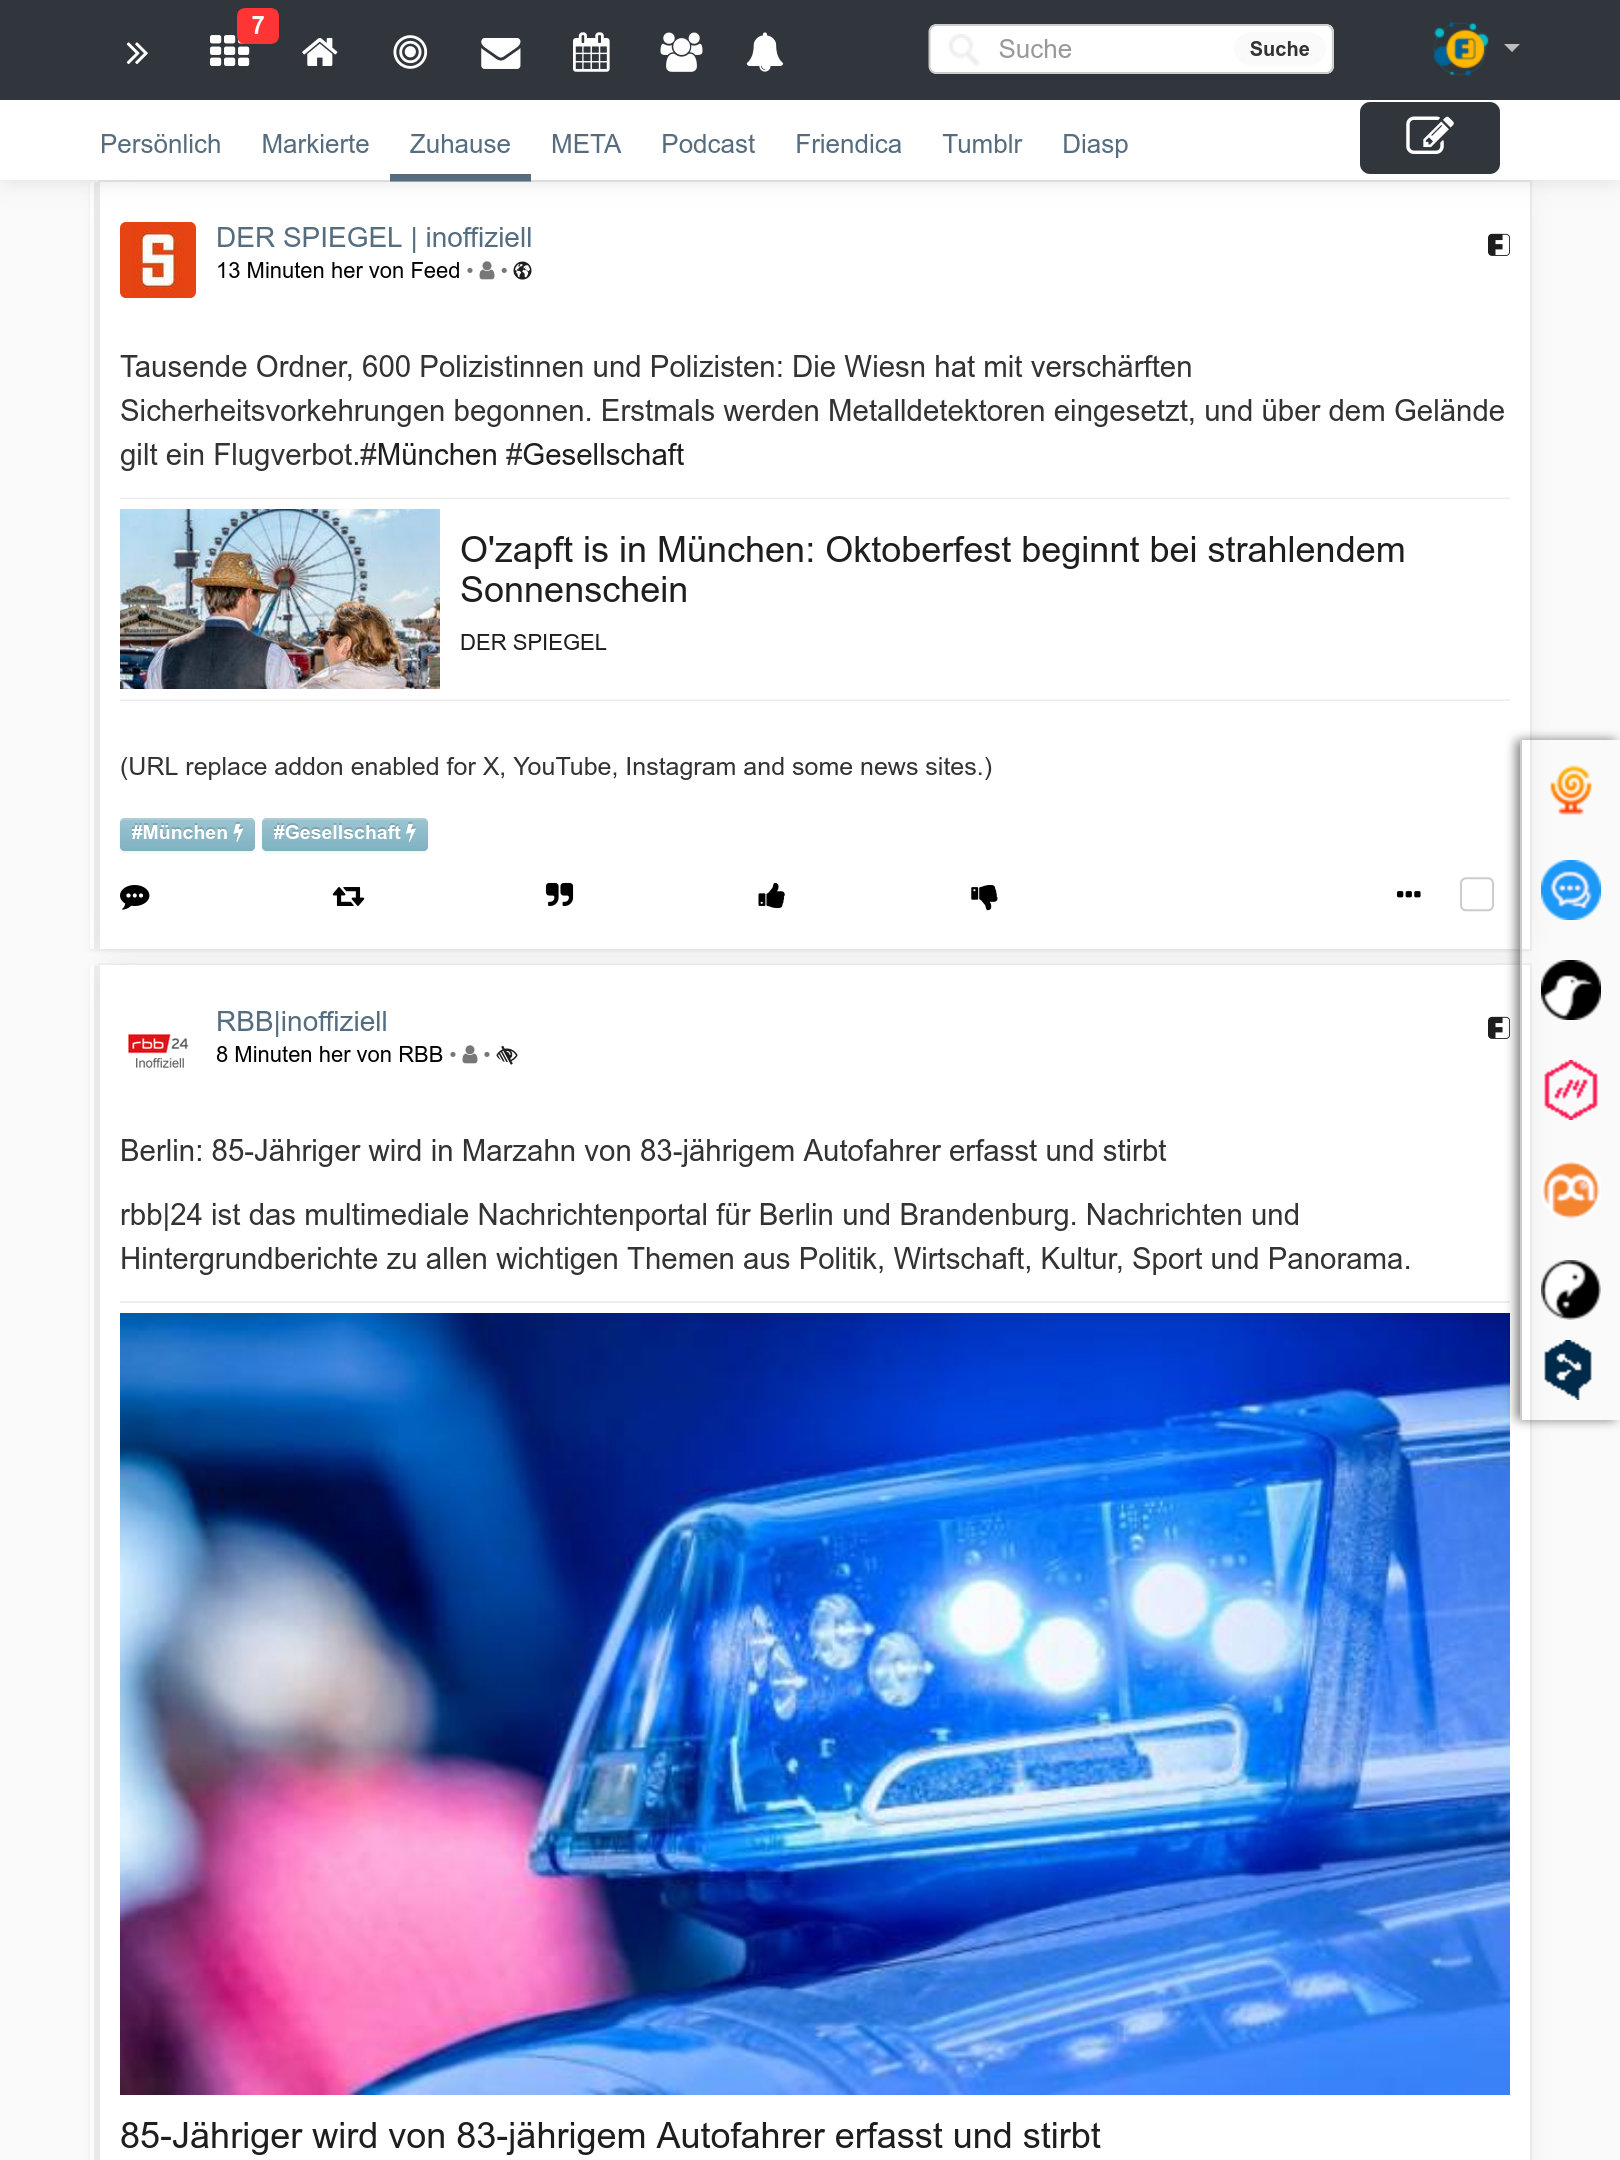 7
Suche
Suche
Persönlich
Markierte
Zuhause
META
Podcast
Friendica
Tumblr
Diasp
DER SPIEGEL | inoffiziell
13 Minuten her von Feed
Tausende Ordner, 600 Polizistinnen und Polizisten: Die Wiesn hat mit verschärften
Sicherheitsvorkehrungen begonnen. Erstmals werden Metalldetektoren eingesetzt, und über dem Gelände
gilt ein Flugverbot.#München #Gesellschaft
O'zapft is in München: Oktoberfest beginnt bei strahlendem
Sonnenschein
DER SPIEGEL
(URL replace addon enabled for X, YouTube, Instagram and some news sites.)
#München
#Gesellschaft
rbb 24
Inoffiziell
RBB|inoffiziell
8 Minuten her von RBB
Berlin: 85-Jähriger wird in Marzahn von 83-jährigem Autofahrer erfasst und stirbt
rbb|24 ist das multimediale Nachrichtenportal für Berlin und Brandenburg. Nachrichten und
Hintergrundberichte zu allen wichtigen Themen aus Politik, Wirtschaft, Kultur, Sport und Panorama.
85-Jähriger wird von 83-jährigem Autofahrer erfasst und stirbt